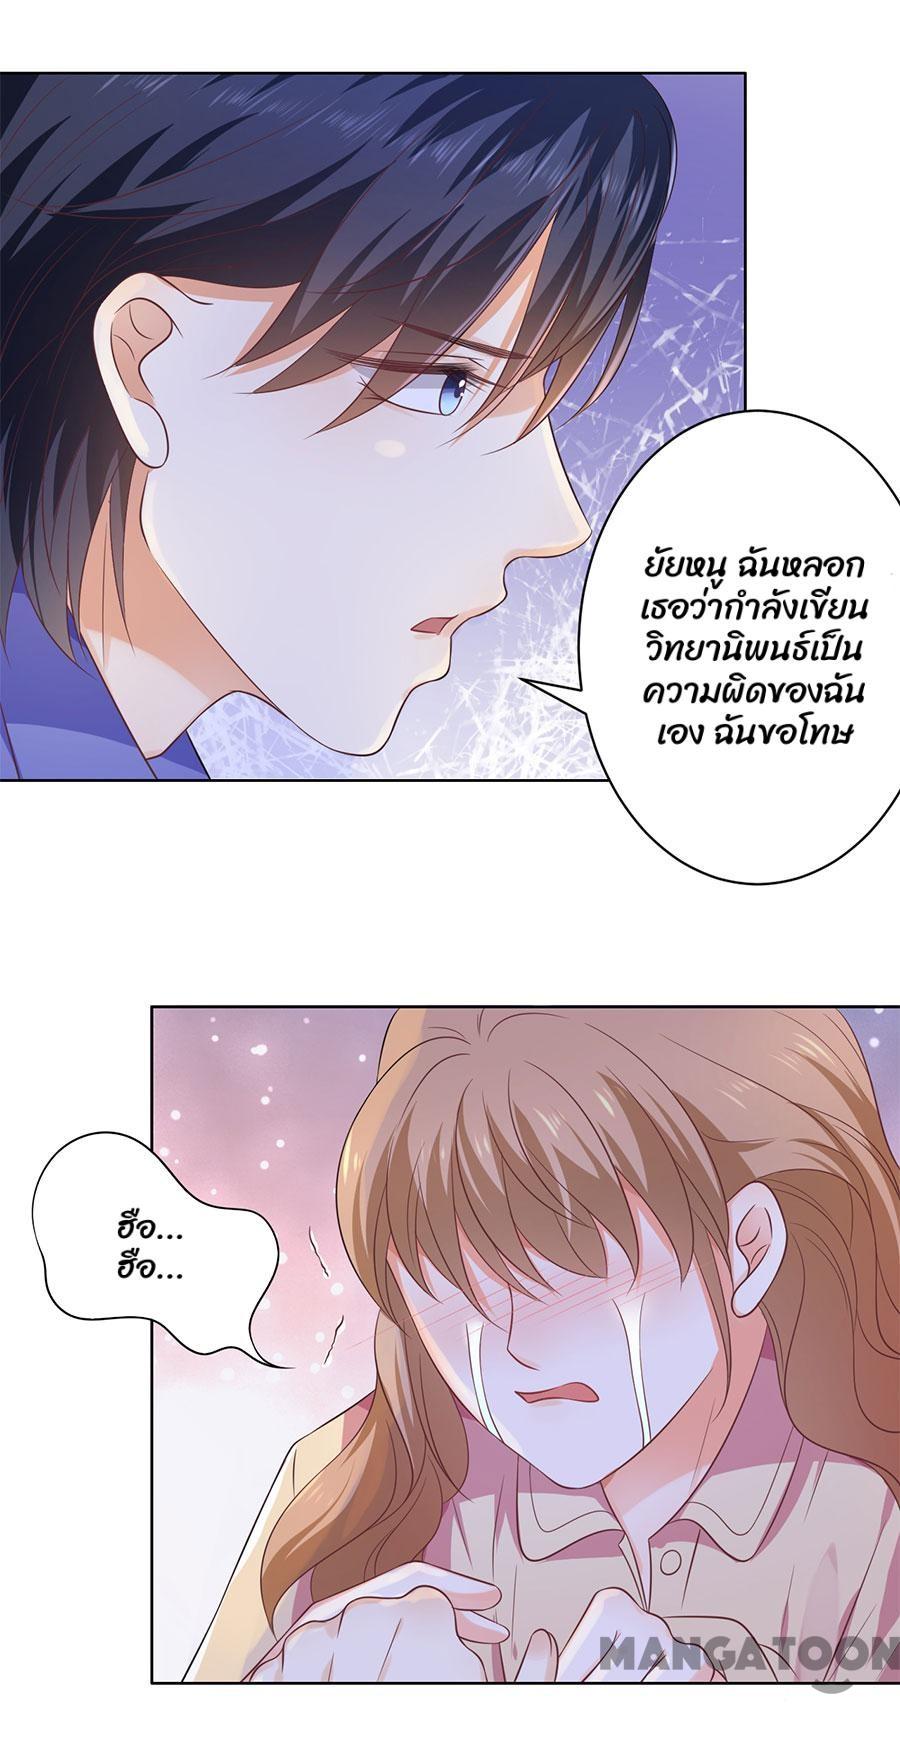 ยัยหนู ฉันหลอก
เธอว่ากำลังเขียน
วิทยานิพนธ์เป็น
ความผิดของฉัน
เอง ฉันขอโทษ
ฮือ...
ฮือ...
MANGATOON